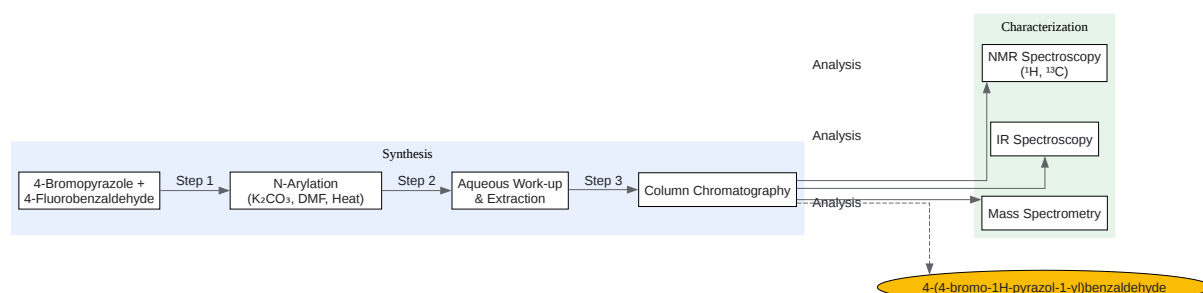 Characterization
Analysis
NMR Spectroscopy
(¹H, ¹³C)
Analysis
IR Spectroscopy
Synthesis
4-Bromopyrazole +
4-Fluorobenzaldehyde
Step 1
N-Arylation
(K₂CO₃, DMF, Heat)
Step 2
Aqueous Work-up
& Extraction
Step 3
Column Chromatography
Analysis
Mass Spectrometry
4-(4-bromo-1H-pyrazol-1-yl)benzaldehyde